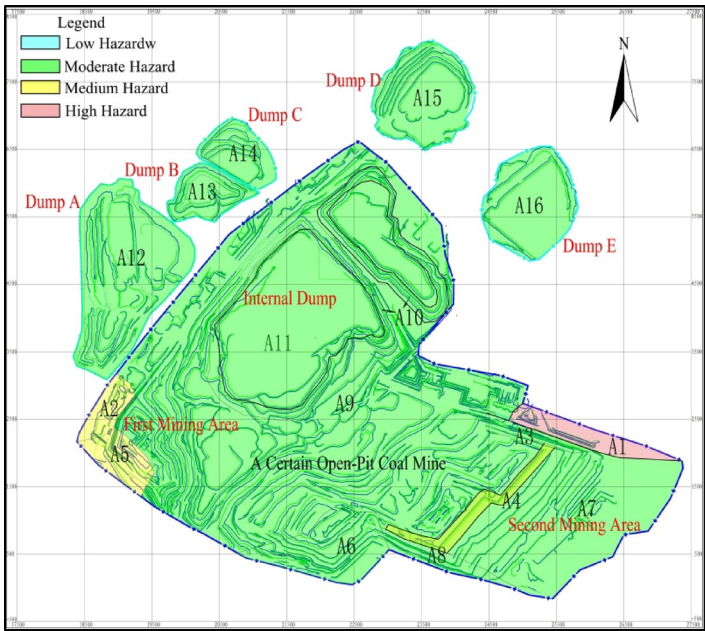 Legend
Low Hazardw
Moderate Hazard
Medium Hazard
High Hazard
N
Dump D
A15
Dump C
A14
Dump B
A13
Dump A
A12
A16
Dump E
Internal Dump
A10
A11
A2
A9
First Mining Area
A5
A3
A1
A Certain Open-Pit Coal Mine
A4
A7
Second Mining Area
A6
A8